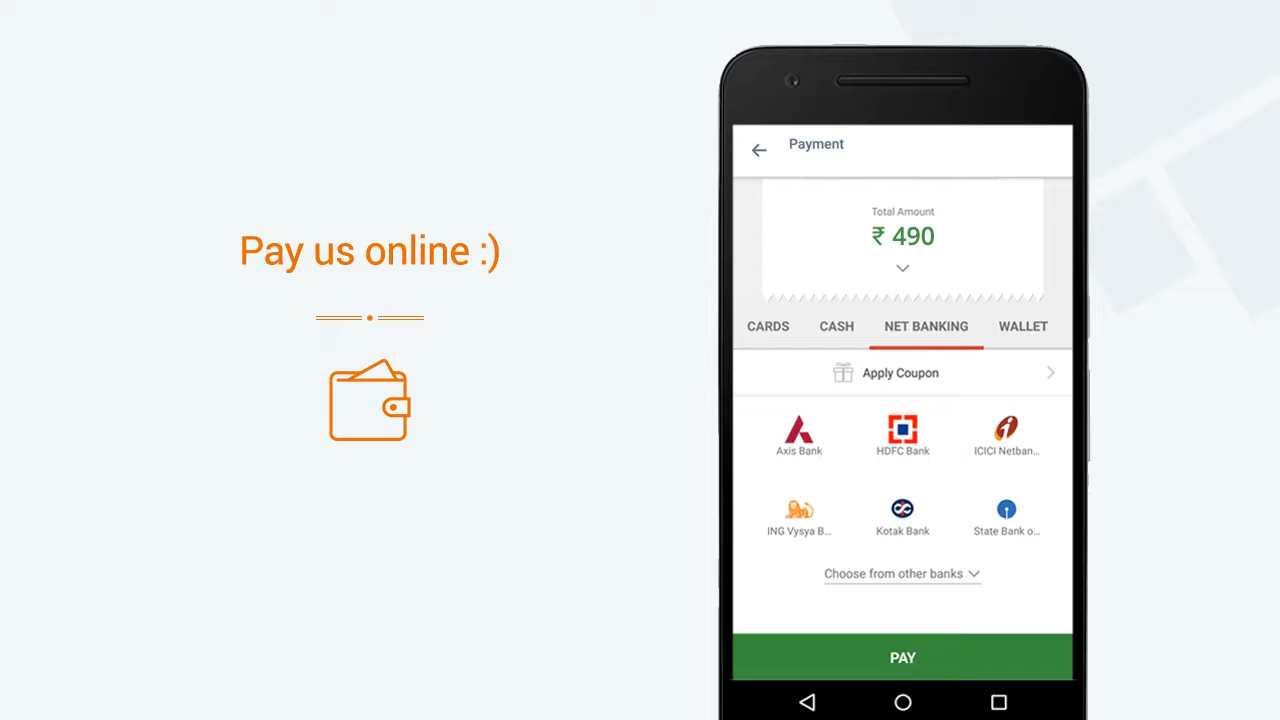 Pay us online :)
Payment
Total Amount
₹ 490
CARDS CASH NET BANKING WALLET
Apply Coupon
Axis Bank HDFC Bank ICICI Netban...
ING Vysya B... Kotak Bank State Bank o...
Choose from other banks
PAY